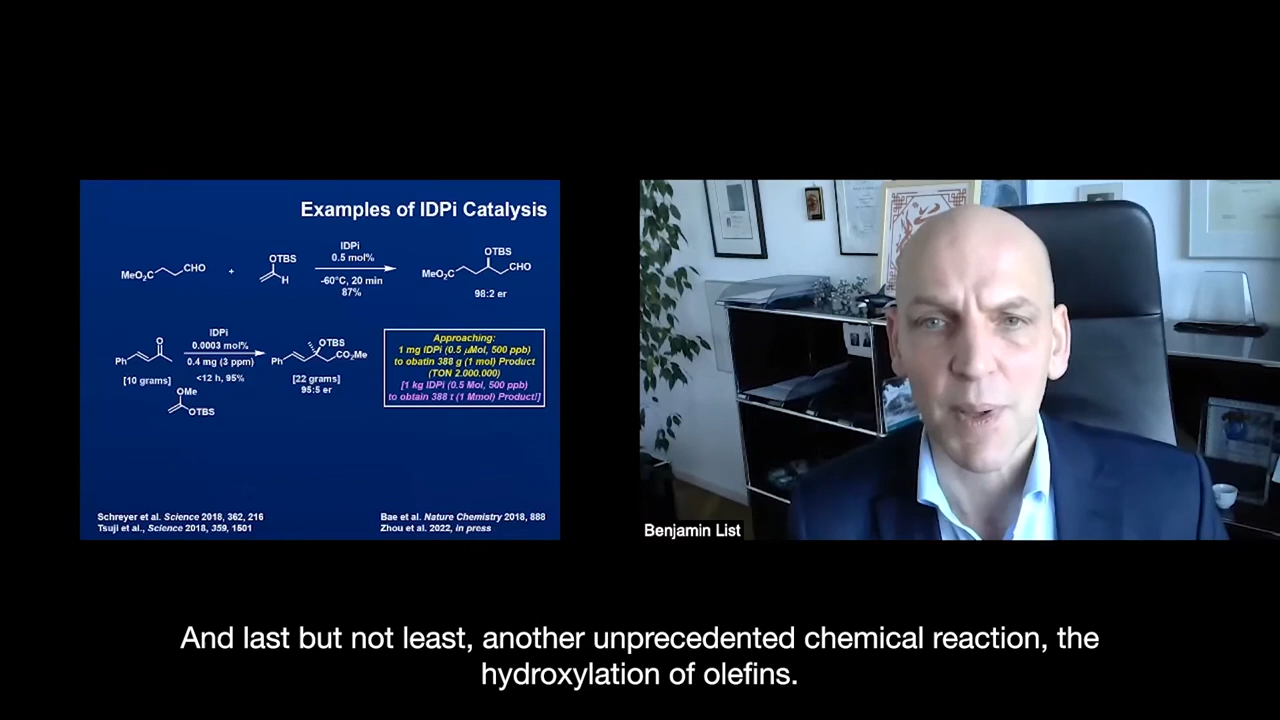 Examples of IDPi Catalysis
MeO₂C CHO
+
OTBS
H
IDPi
0.5 mol%
-60°C, 20 min
87%
OTBS
MeO₂C CHO
98:2 er
Ph
O
[10 grams]
OMe
OTBS
IDPi
0.0003 mol%
0.4 mg (3 ppm)
<12 h, 95%
OTBS
Ph CO₂Me
[22 grams]
95:5 er
Approaching:
1 mg IDPi (0.5 µMol, 500 ppb)
to obatin 388 g (1 mol) Product
(TON 2.000.000)
[1 kg IDPi (0.5 Mol, 500 ppb)
to obtain 388 t (1 Mmol) Product!]
Schreyer et al. Science 2018, 362, 216
Tsuji et al., Science 2018, 359, 1501
Bae et al. Nature Chemistry 2018, 888
Zhou et al. 2022, in press
Benjamin List
And last but not least, another unprecedented chemical reaction, the
hydroxylation of olefins.